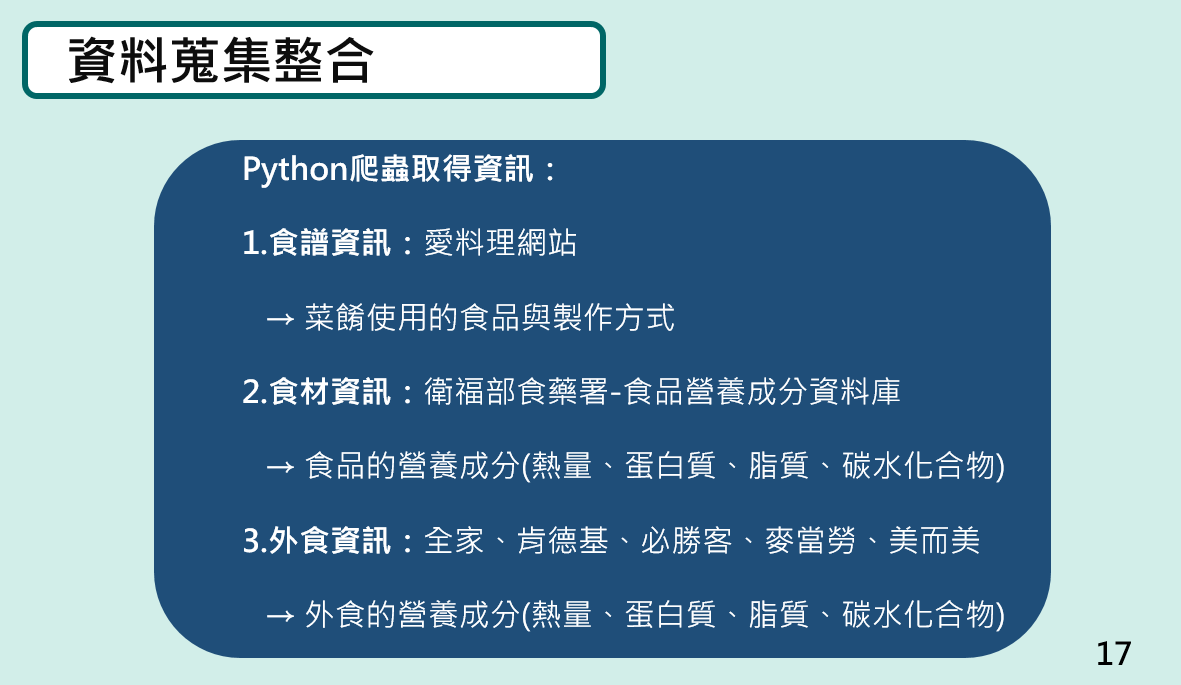 資料蒐集整合
Python爬蟲取得資訊：
1.食譜資訊：愛料理網站
→ 菜餚使用的食品與製作方式
2.食材資訊：衛福部食藥署-食品營養成分資料庫
→ 食品的營養成分(熱量、蛋白質、脂質、碳水化合物)
3.外食資訊：全家、肯德基、必勝客、麥當勞、美而美
→ 外食的營養成分(熱量、蛋白質、脂質、碳水化合物)
17